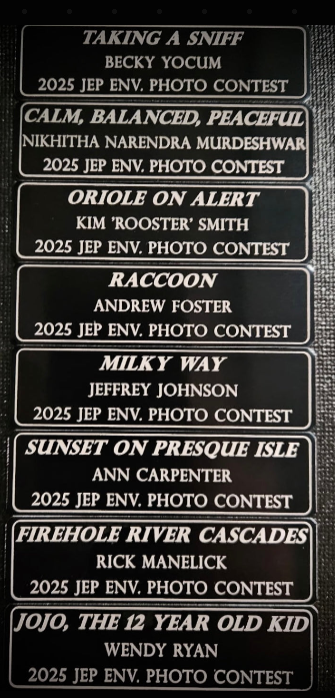 TAKING A SNIFF
BECKY YOCUM
2025 JEP ENV. PHOTO CONTEST
CALM, BALANCED, PEACEFUL
NIKHITHA NARENDRA MURDESHWAR
2025 JEP ENV. PHOTO CONTEST
ORIOLE ON ALERT
KIM 'ROOSTER' SMITH
2025 JEP ENV. PHOTO CONTEST
RACCOON
ANDREW FOSTER
2025 JEP ENV. PHOTO CONTEST
MILKY WAY
JEFFREY JOHNSON
2025 JEP ENV. PHOTO CONTEST
SUNSET ON PRESQUE ISLE
ANN CARPENTER
2025 JEP ENV. PHOTO CONTEST
FIREHOLE RIVER CASCADES
RICK MANELICK
2025 JEP ENV. PHOTO CONTEST
JOJO, THE 12 YEAR OLD KID
WENDY RYAN
2025 JEP ENV. PHOTO CONTEST